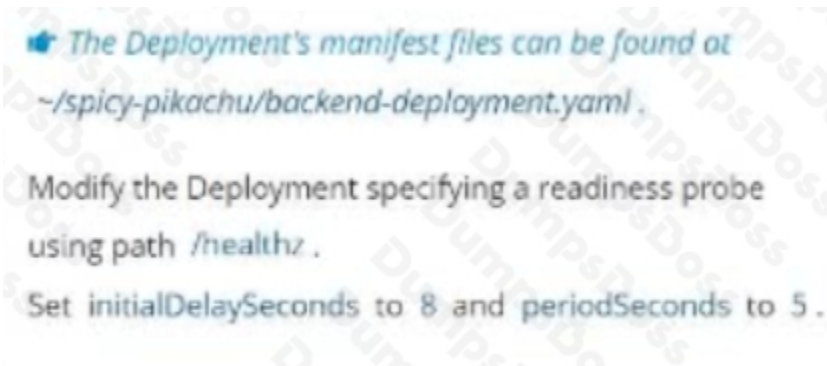 The Deployment's manifest files can be found at
~/spicy-pikachu/backend-deployment.yaml .
Modify the Deployment specifying a readiness probe
using path /healthz .
Set initialDelaySeconds to 8 and periodSeconds to 5 .